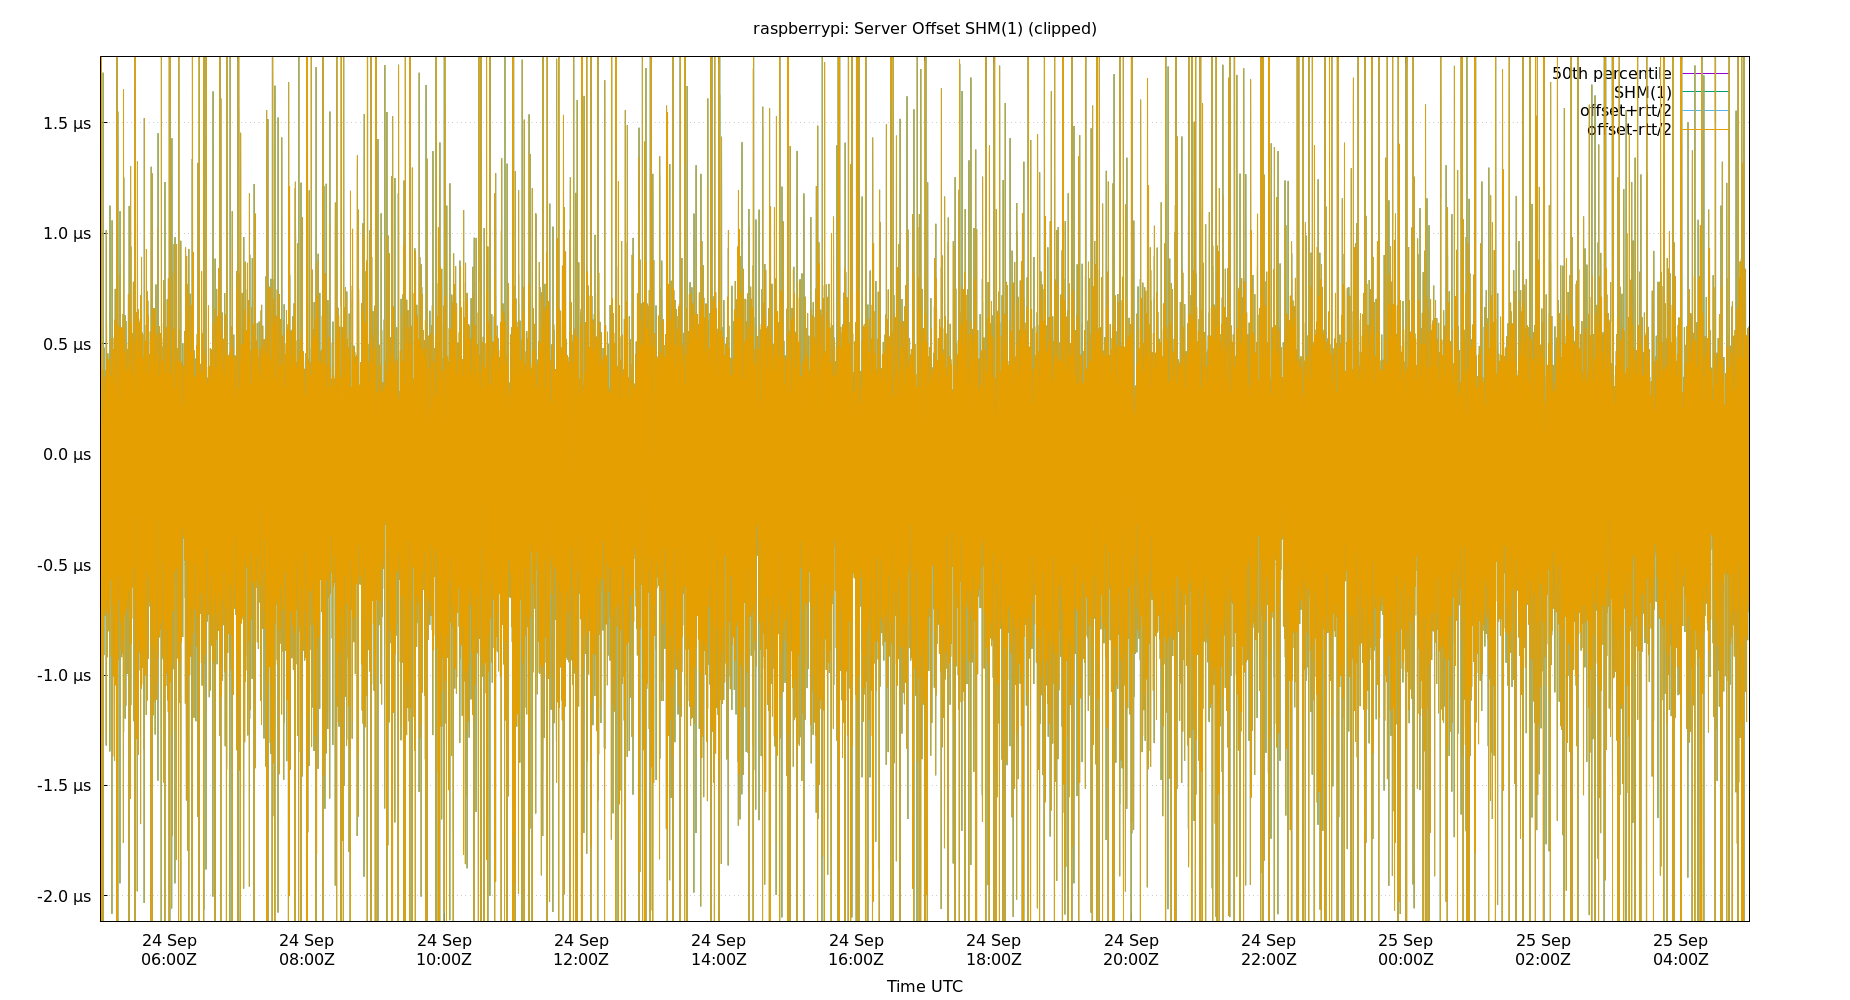 raspberrypi: Server Offset SHM(1) (clipped)
50th percentile
SHM(1)
offset+rtt/2
offset-rtt/2
1.5 µs
1.0 µs
0.5 µs
0.0 µs
-0.5 µs
-1.0 µs
-1.5 µs
-2.0 µs
24 Sep 24 Sep 24 Sep 24 Sep 24 Sep 24 Sep 24 Sep 24 Sep 24 Sep 25 Sep 25 Sep 25 Sep
06:00Z 08:00Z 10:00Z 12:00Z 14:00Z 16:00Z 18:00Z 20:00Z 22:00Z 00:00Z 02:00Z 04:00Z
Time UTC